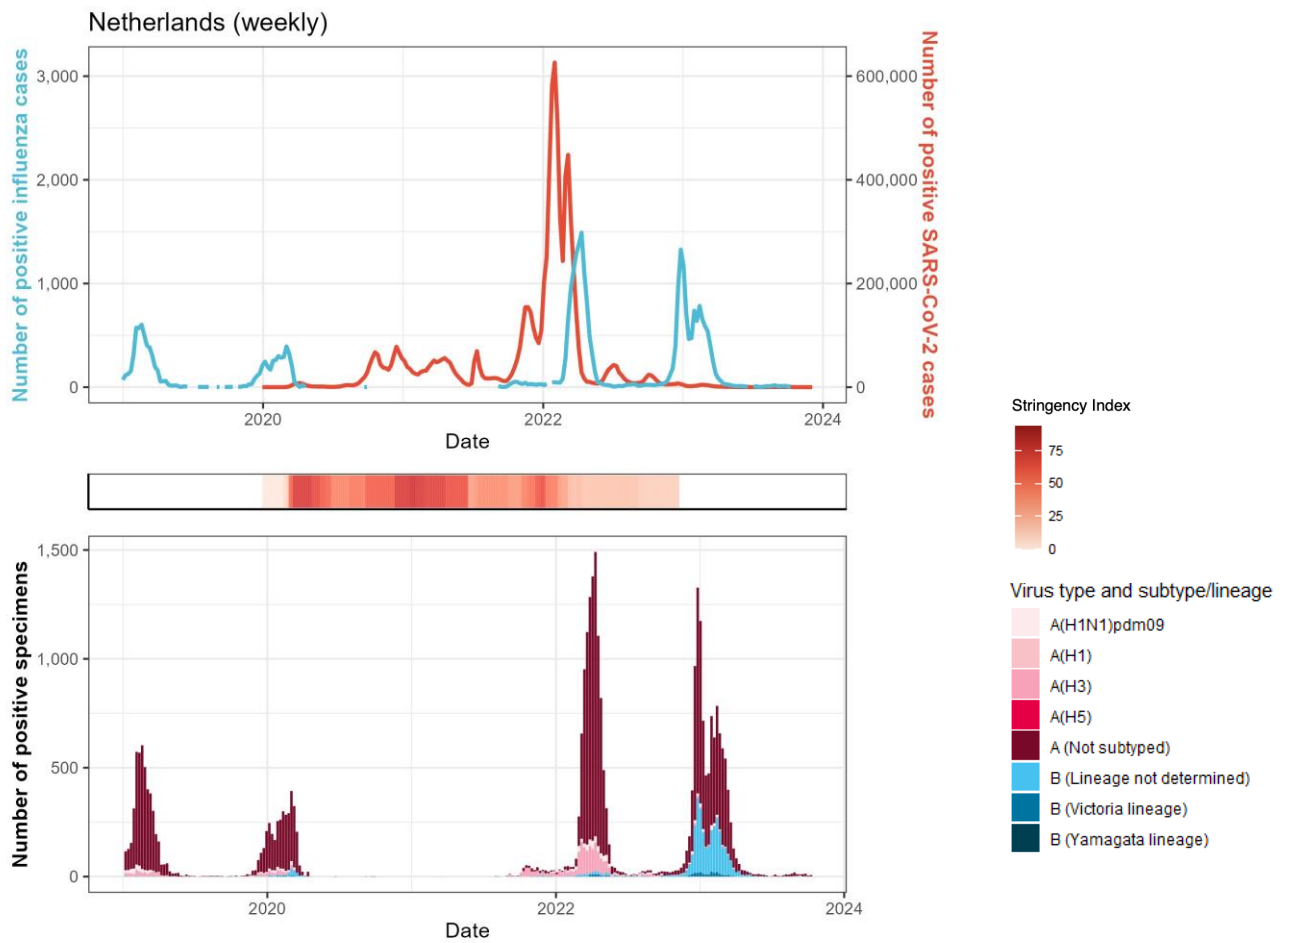 Netherlands (weekly)
Number of positive influenza cases
3,000
2,000
1,000
0
600,000
400,000
200,000
0
Number of positive SARS-CoV-2 cases
2020
2022
2024
Date
Stringency Index
75
50
25
0
Number of positive specimens
1,500
1,000
500
0
2020
2022
2024
Date
Virus type and subtype/lineage
A(H1N1)pdm09
A(H1)
A(H3)
A(H5)
A (Not subtyped)
B (Lineage not determined)
B (Victoria lineage)
B (Yamagata lineage)